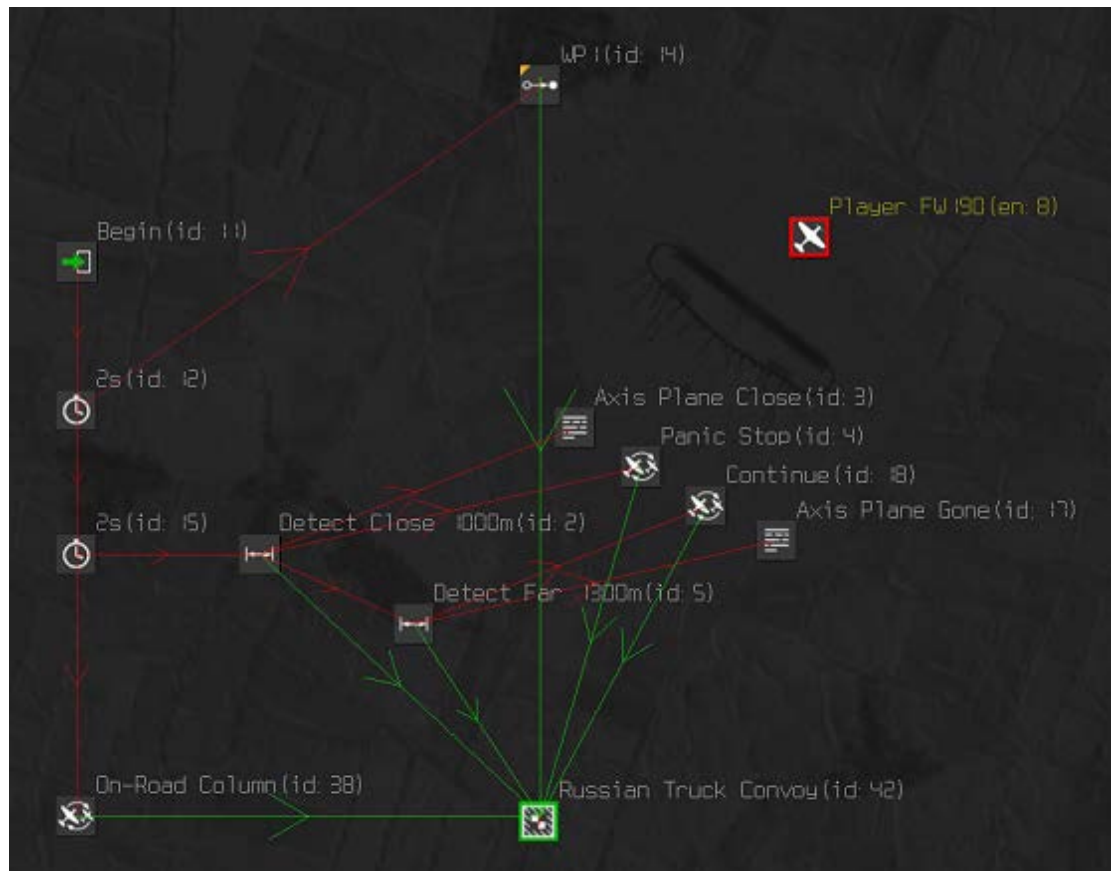 WP1(id: 14)
Player FW190(en: 8)
Begin(id: 11)
2s(id: 12)
Axis Plane Close(id: 3)
Panic Stop(id: 4)
Continue(id: 18)
Axis Plane Gone(id: 17)
2s(id: 15)
Detect Close 1000m(id: 2)
Detect Far 1300m(id: 5)
On-Road Column(id: 38)
Russian Truck Convoy(id: 42)